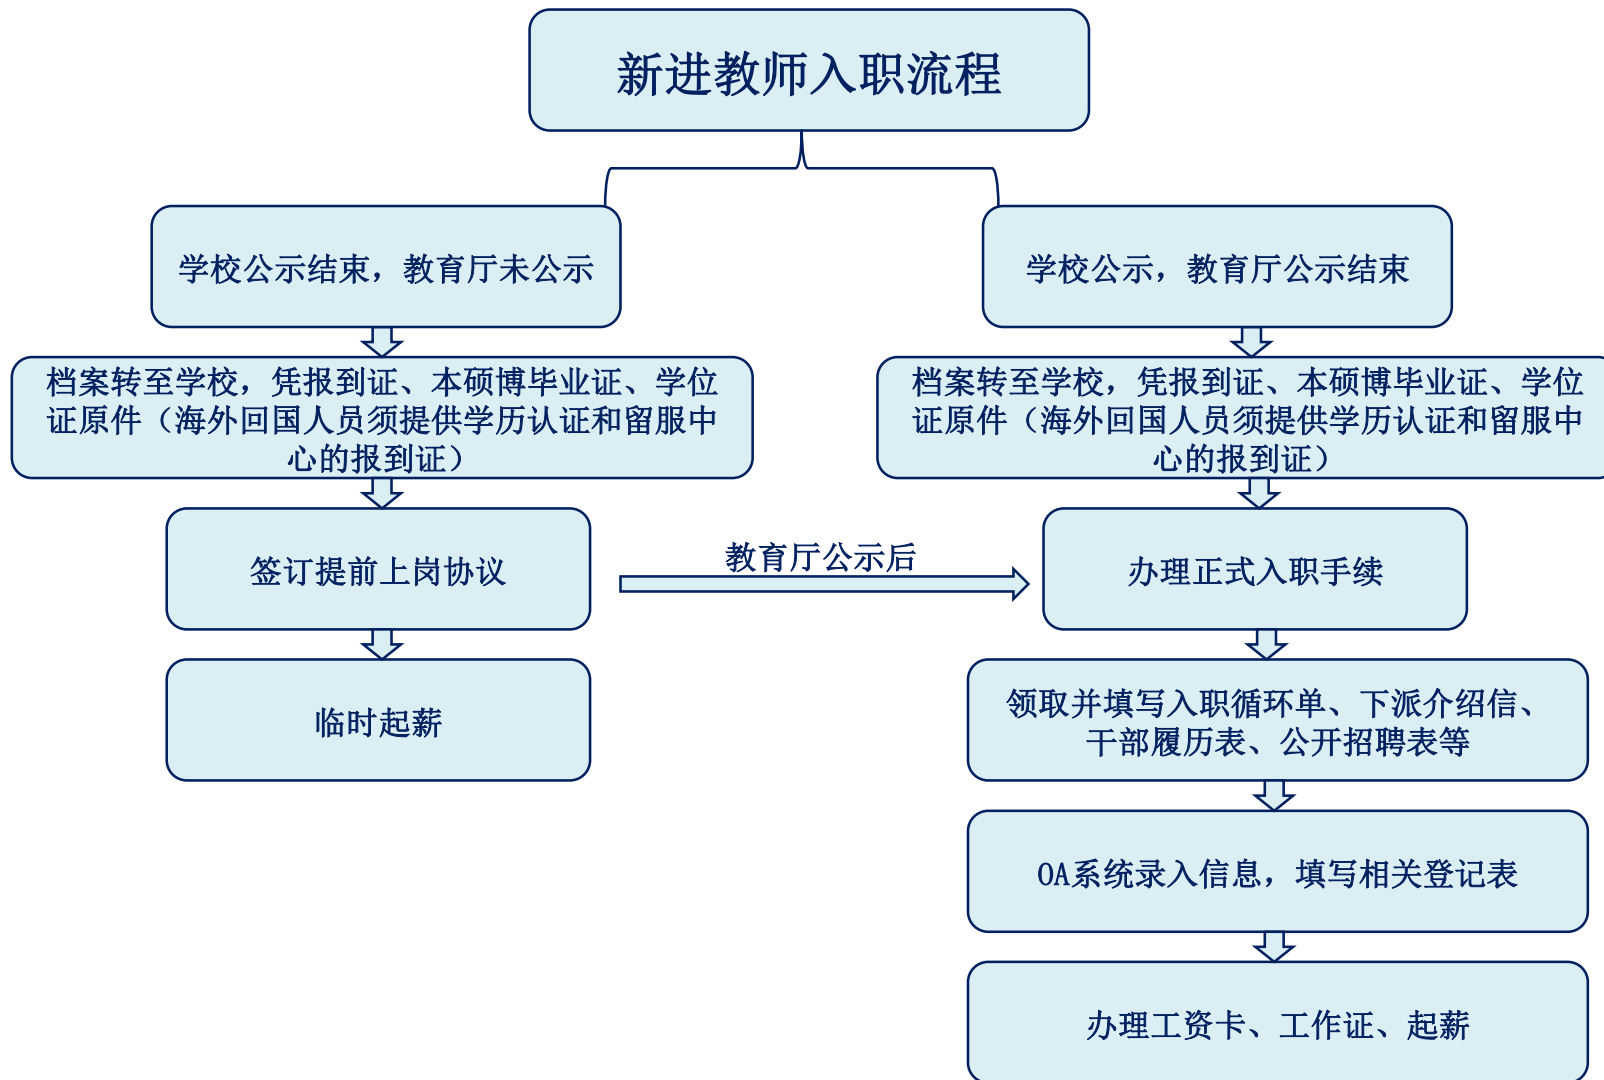 新进教师入职流程
学校公示结束，教育厅未公示
学校公示，教育厅公示结束
档案转至学校，凭报到证、本硕博毕业证、学位
证原件（海外回国人员须提供学历认证和留服中
心的报到证）
档案转至学校，凭报到证、本硕博毕业证、学位
证原件（海外回国人员须提供学历认证和留服中
心的报到证）
签订提前上岗协议
教育厅公示后
办理正式入职手续
临时起薪
领取并填写入职循环单、下派介绍信、
干部履历表、公开招聘表等
OA系统录入信息，填写相关登记表
办理工资卡、工作证、起薪